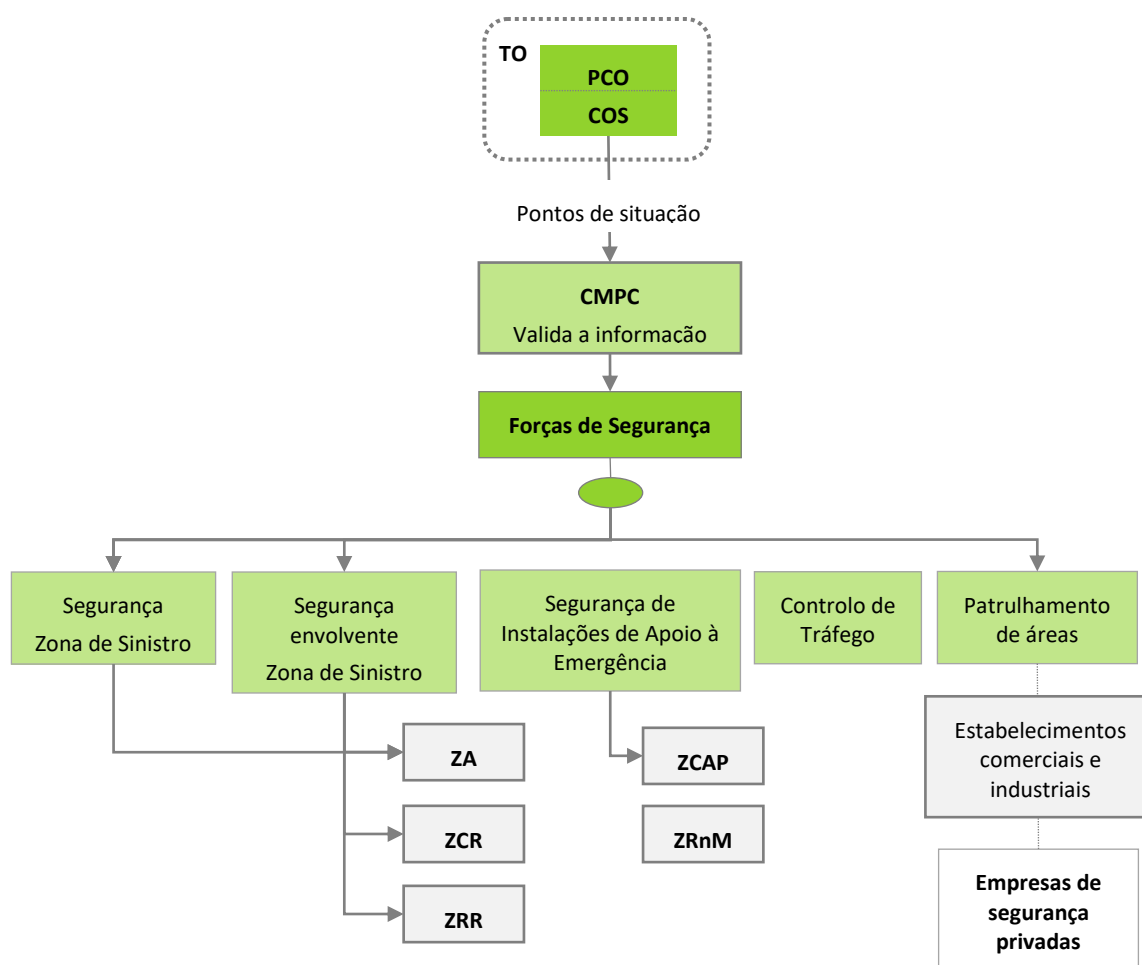 TO
PCO
COS
Pontos de situação
CMPC
Valida a informação
Forças de Segurança
Segurança
Zona de Sinistro
Segurança
envolvente
Zona de Sinistro
Segurança de
Instalações de Apoio à
Emergência
Controlo de
Tráfego
Patrulhamento
de áreas
ZA
ZCR
ZRR
ZCAP
ZRnM
Estabelecimentos
comerciais e
industriais
Empresas de
segurança
privadas